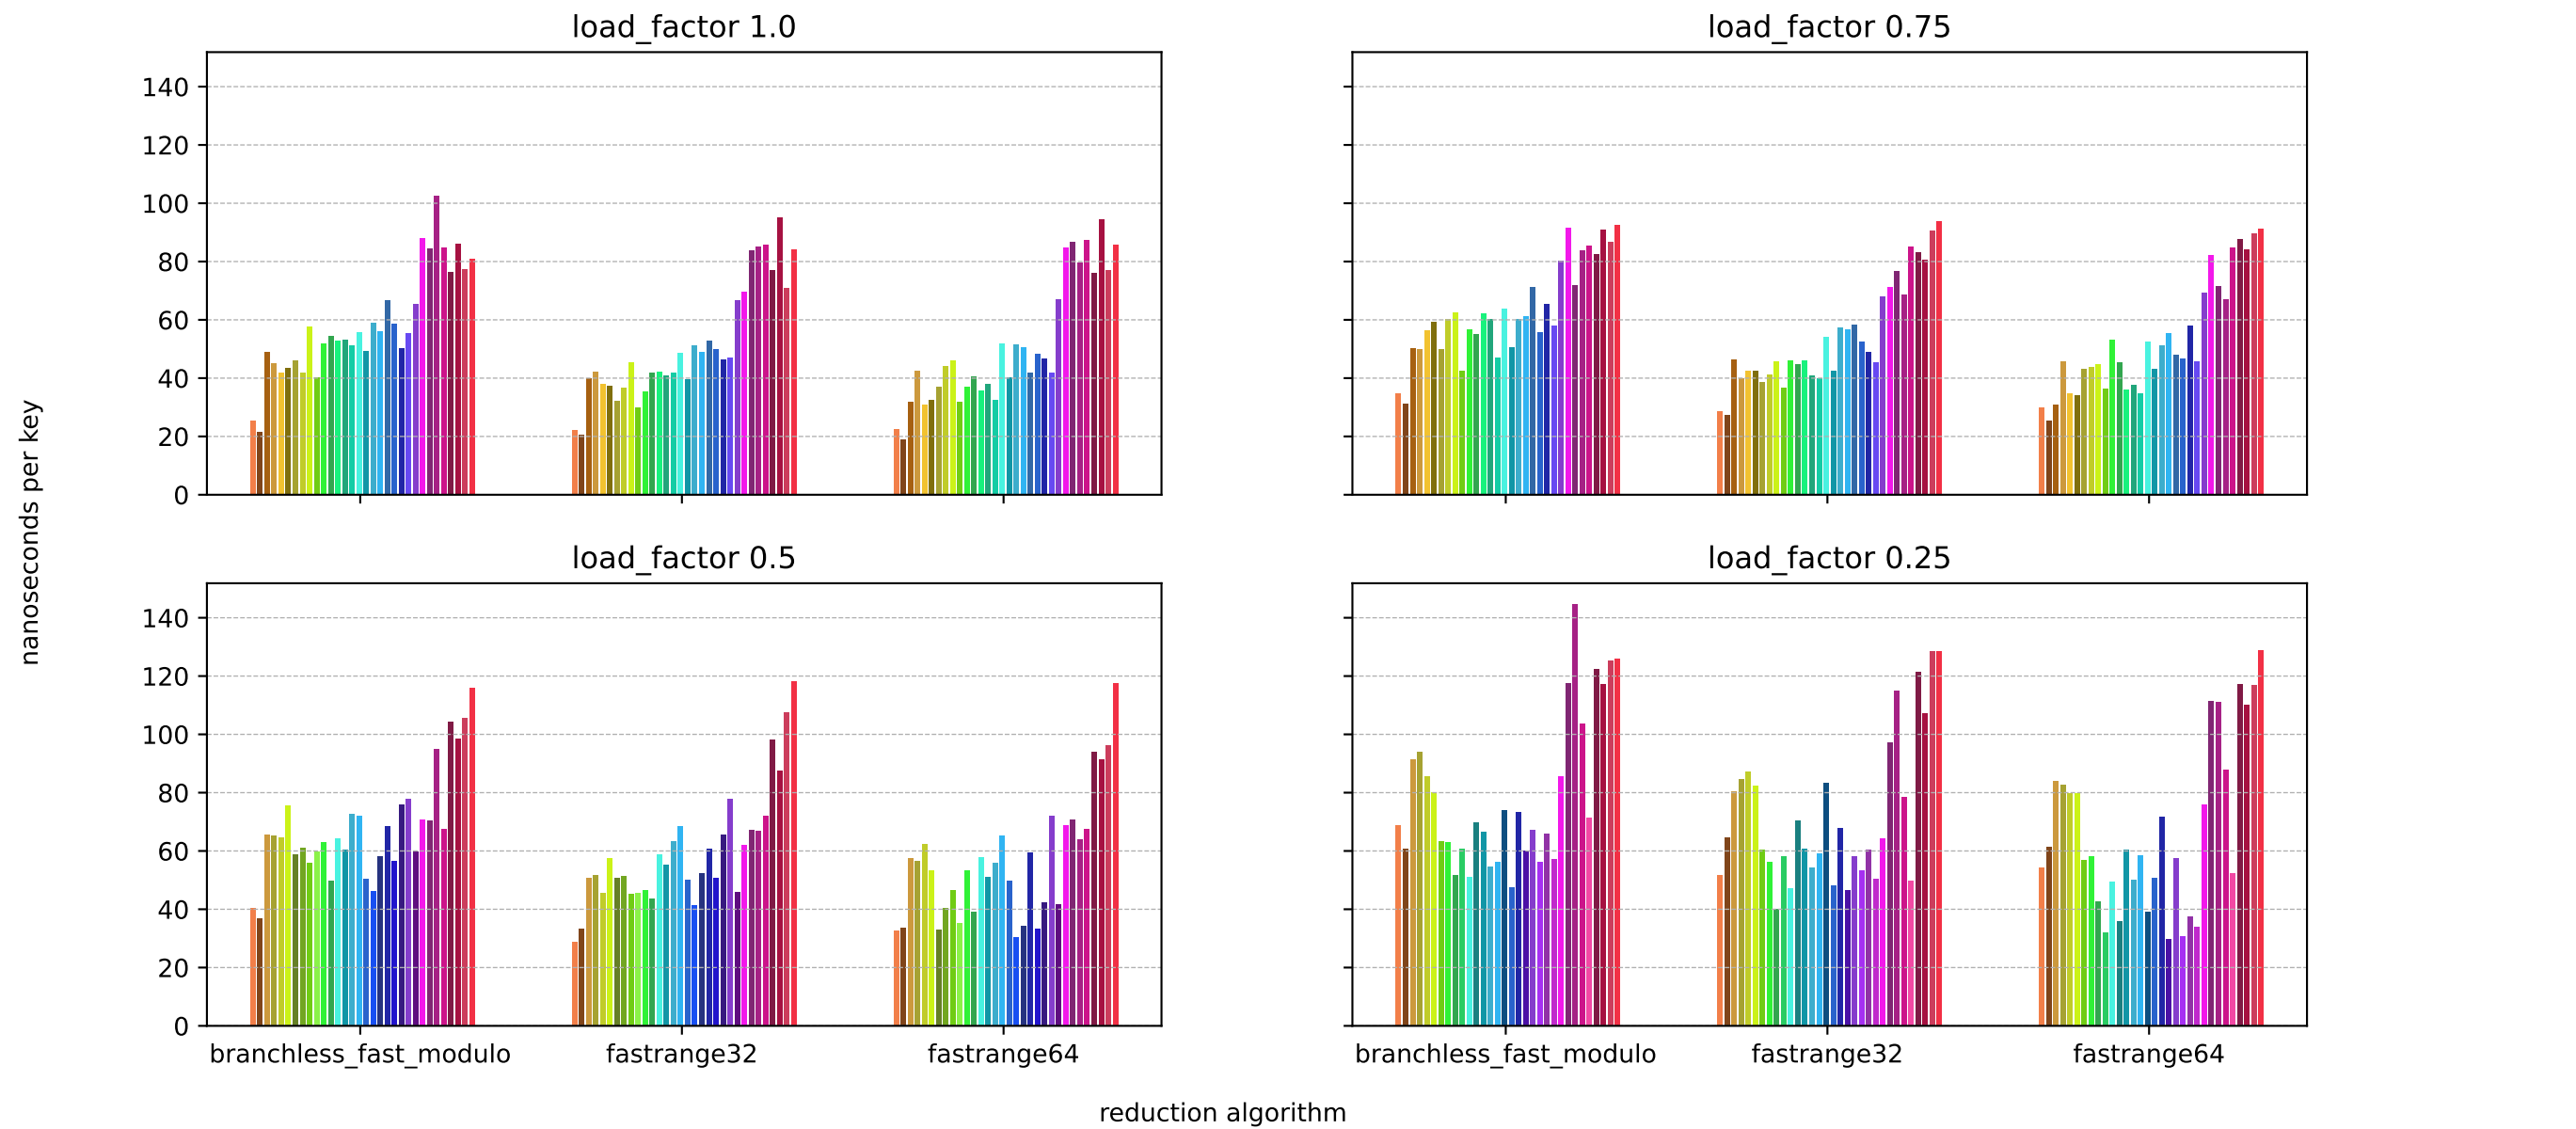 load_factor 1.0
load_factor 0.75
140
120
100
80
60
40
20
0
nanoseconds per key
load_factor 0.5
load_factor 0.25
140
120
100
80
60
40
20
0
branchless_fast_modulo
fastrange32
fastrange64
branchless_fast_modulo
fastrange32
fastrange64
reduction algorithm